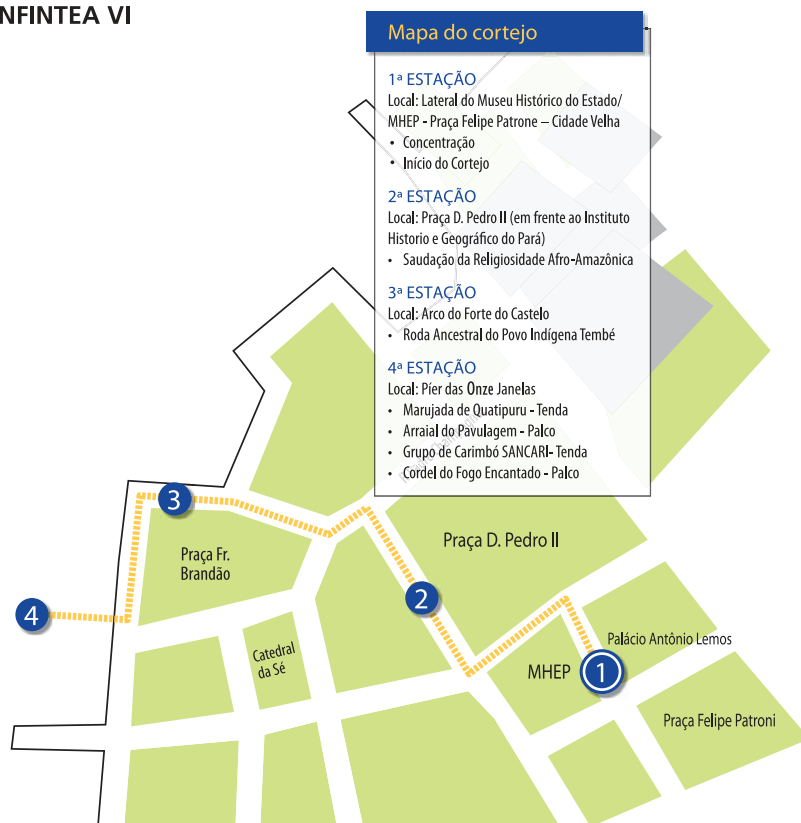 NFINTEA VI
Mapa do cortejo
1ª ESTAÇÃO
Local: Lateral do Museu Histórico do Estado/
MHEP - Praça Felipe Patrone – Cidade Velha
• Concentração
• Início do Cortejo
2ª ESTAÇÃO
Local: Praça D. Pedro II (em frente ao Instituto
Historio e Geográfico do Pará)
• Saudação da Religiosidade Afro-Amazônica
3ª ESTAÇÃO
Local: Arco do Forte do Castelo
• Roda Ancestral do Povo Indígena Tembé
4ª ESTAÇÃO
Local: Píer das Onze Janelas
• Marujada de Quatipuru - Tenda
• Arraial do Pavulagem - Palco
• Grupo de Carimbó SANCARI- Tenda
• Cordel do Fogo Encantado - Palco
3
Praça Fr.
Brandão
Praça D. Pedro II
2
4
Catedral
da Sé
Palácio Antônio Lemos
MHEP
1
Praça Felipe Patroni